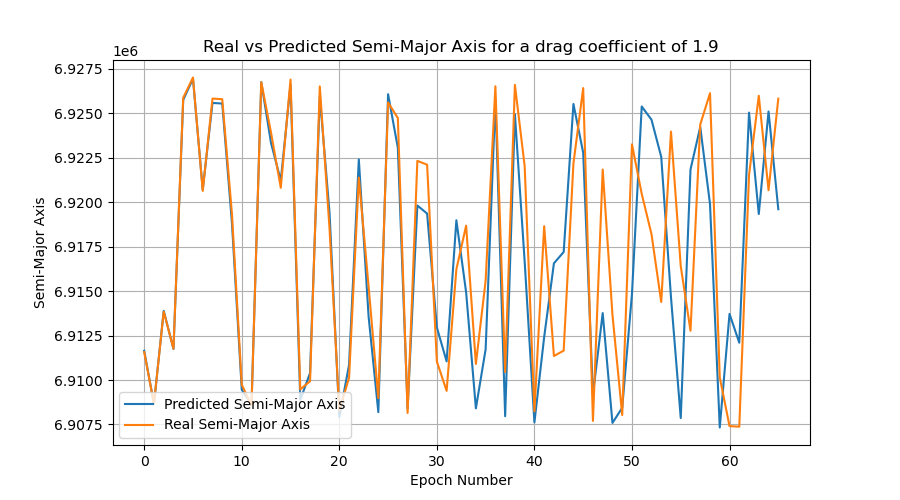 Real vs Predicted Semi-Major Axis for a drag coefficient of 1.9
1e6
6.9275
6.9250
6.9225
6.9200
6.9175
6.9150
6.9125
6.9100
6.9075
Semi-Major Axis
Predicted Semi-Major Axis
Real Semi-Major Axis
0 10 20 30 40 50 60
Epoch Number